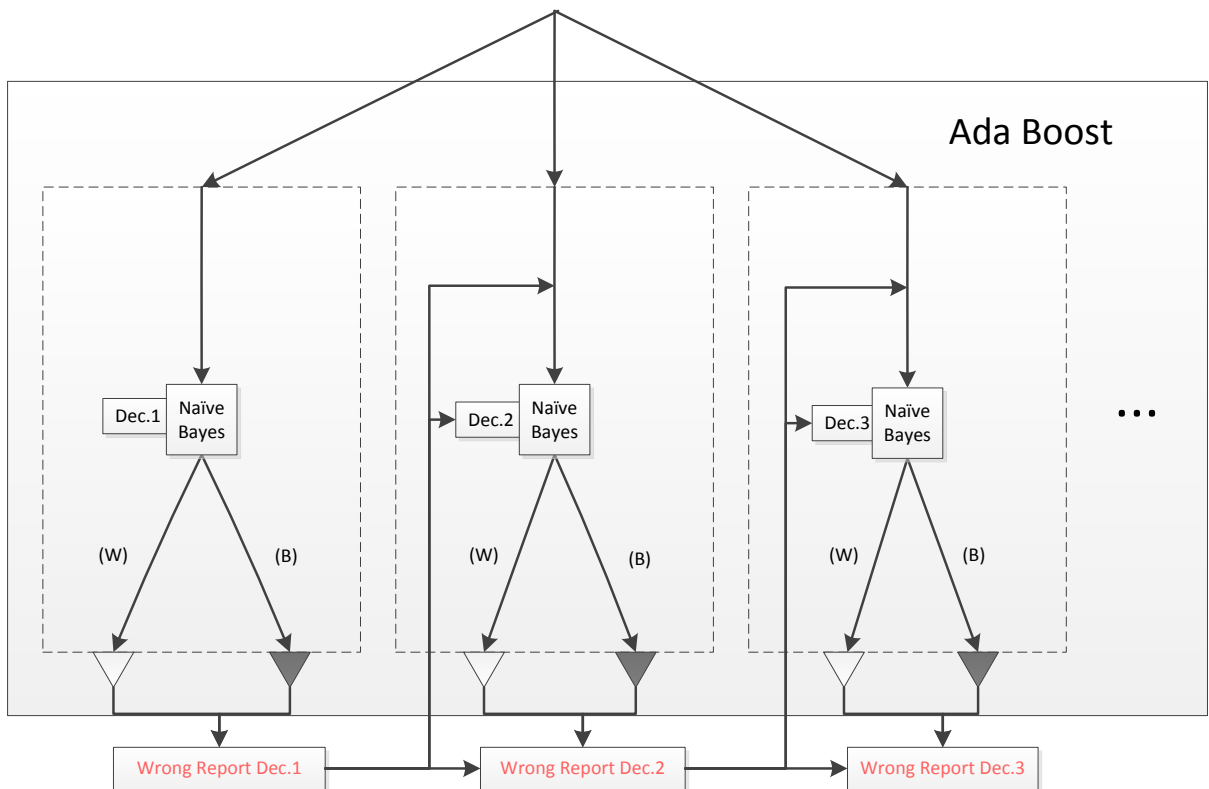 Ada Boost
Dec.1
Naïve
Bayes
Dec.2
Naïve
Bayes
Dec.3
Naïve
Bayes
...
(W)
(B)
(W)
(B)
(W)
(B)
Wrong Report Dec.1
Wrong Report Dec.2
Wrong Report Dec.3